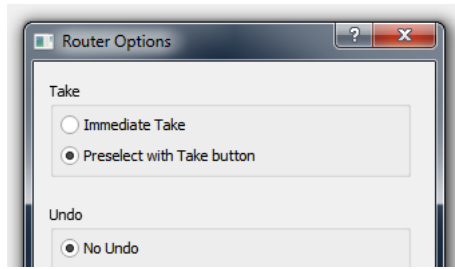 Router Options
Take
Immediate Take
Preselect with Take button
Undo
No Undo